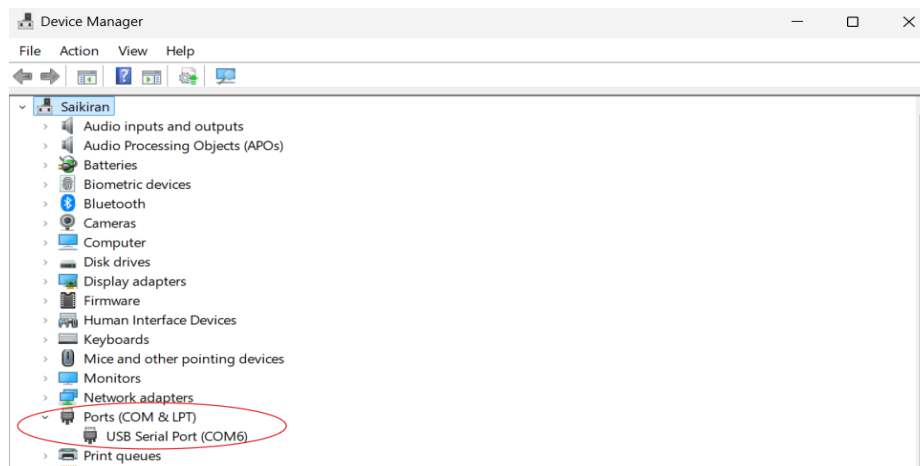 Device Manager
File Action View Help
Saikiran
Audio inputs and outputs
Audio Processing Objects (APOs)
Batteries
Biometric devices
Bluetooth
Cameras
Computer
Disk drives
Display adapters
Firmware
Human Interface Devices
Keyboards
Mice and other pointing devices
Monitors
Network adapters
Ports (COM & LPT)
USB Serial Port (COM6)
Print queues